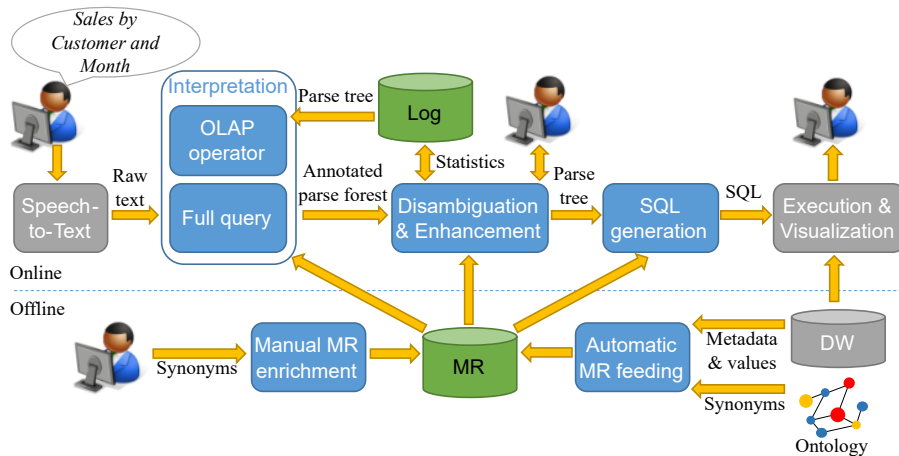 Sales by
Customer and
Month
Interpretation
OLAP
operator
Full query
Parse tree
Log
Statistics
Raw
text
Annotated
parse forest
Speech-
to-Text
Disambiguation
& Enhancement
Parse
tree
SQL
generation
SQL
Execution &
Visualization
Online
Offline
Synonyms
Manual MR
enrichment
MR
Automatic
MR feeding
Metadata
& values
DW
Synonyms
Ontology